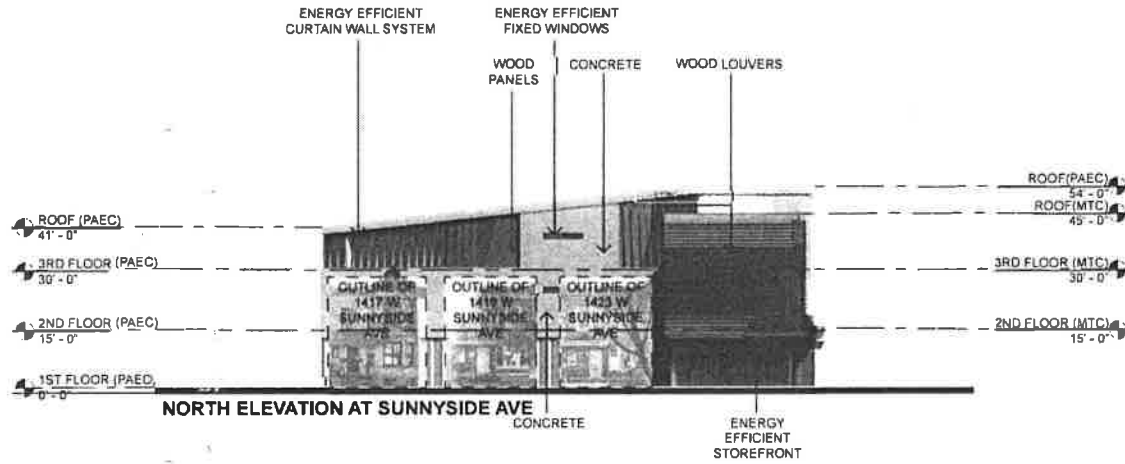 ENERGY EFFICIENT
CURTAIN WALL SYSTEM
ENERGY EFFICIENT
FIXED WINDOWS
WOOD
PANELS
CONCRETE
WOOD LOUVERS
ROOF (PAEC)
41' - 0"
3RD FLOOR (PAEC)
30' - 0"
2ND FLOOR (PAEC)
15' - 0"
1ST FLOOR (PAEC)
0' - 0"
ROOF(PAEC)
54' - 0"
ROOF(MTC)
45' - 0"
3RD FLOOR (MTC)
30' - 0"
2ND FLOOR (MTC)
15' - 0"
OUTLINE OF
1417 W
SUNNYSIDE
AVE
OUTLINE OF
1419 W
SUNNYSIDE
AVE
OUTLINE OF
1423 W
SUNNYSIDE
AVE
NORTH ELEVATION AT SUNNYSIDE AVE
CONCRETE
ENERGY
EFFICIENT
STOREFRONT